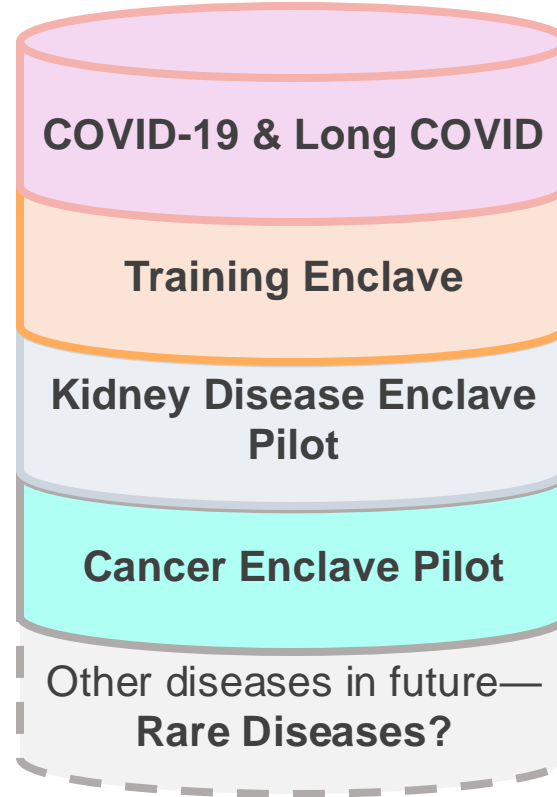 COVID-19 & Long COVID
Training Enclave
Kidney Disease Enclave
Pilot
Cancer Enclave Pilot
Other diseases in future—
Rare Diseases?